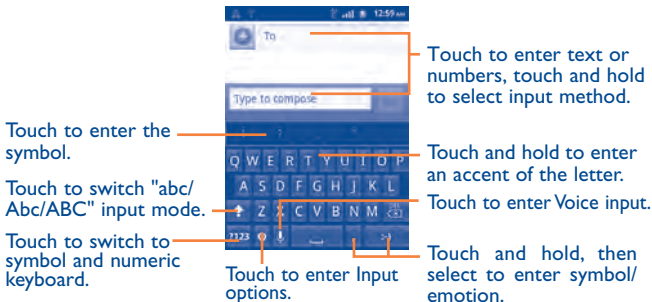 12:59 AM
To
Touch to enter text or
numbers, touch and hold
to select input method.
Type to compose
Touch to enter the
symbol.
Q W E R T Y U I O P
Touch and hold to enter
an accent of the letter.
A S D F G H J K L
Touch to switch "abc/
Abc/ABC" input mode.
Z X C V B N M
Touch to enter Voice input.
Touch to switch to
symbol and numeric
keyboard.
?123
:-)
Touch to enter Input
options.
Touch and hold, then
select to enter symbol/
emotion.